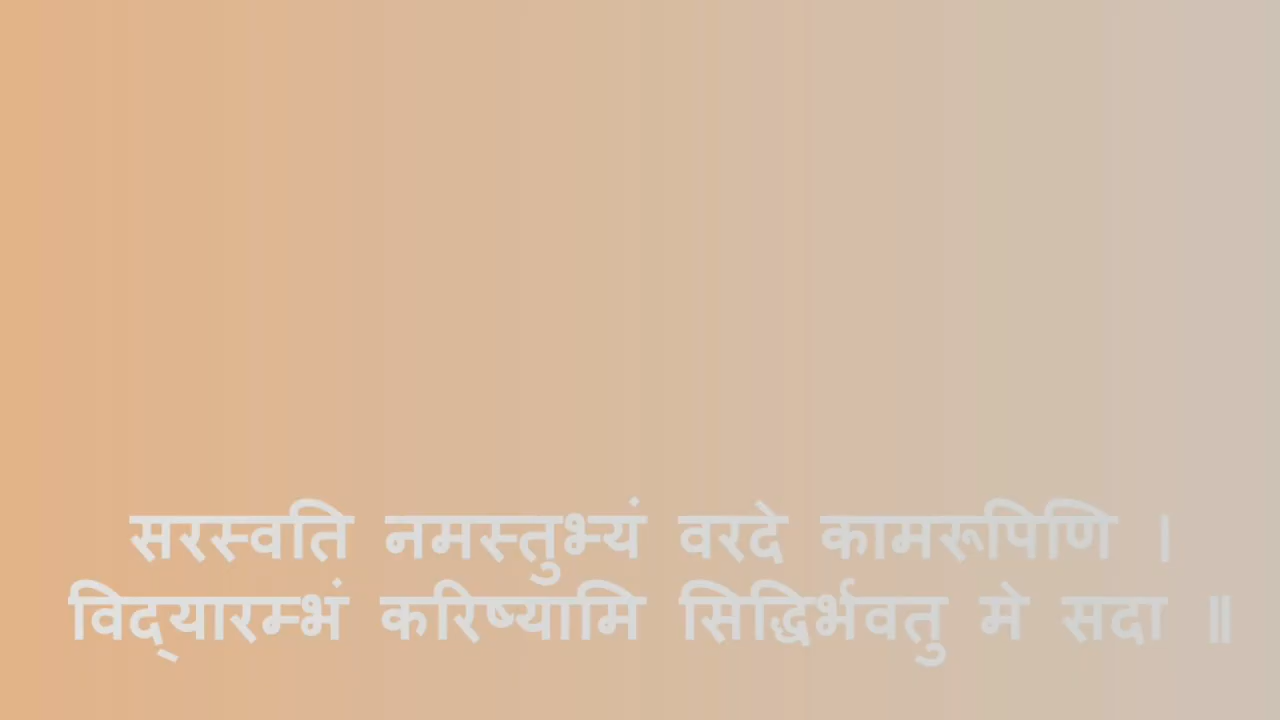 सरस्वति नमस्तुभ्यं वरदे कामरूपिणि ।
विद्‌यारम्भं करिष्यामि सिद्धिर्भवतु मे सदा ॥